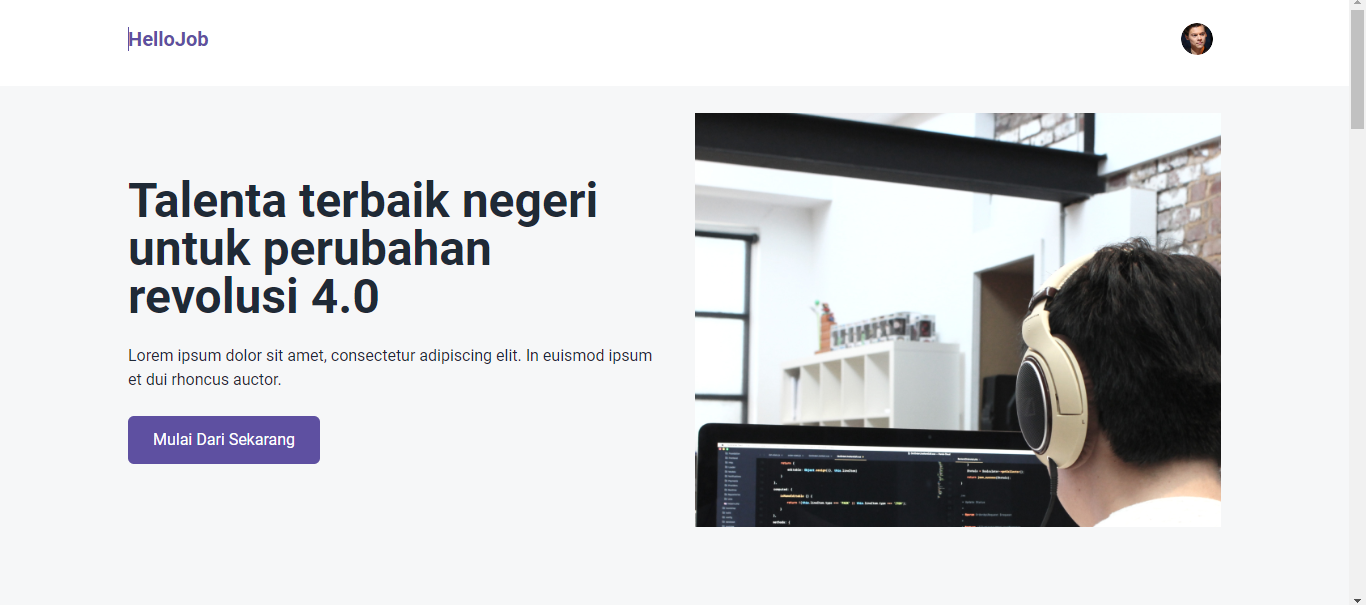 HelloJob
Talenta terbaik negeri
untuk perubahan
revolusi 4.0
Lorem ipsum dolor sit amet, consectetur adipiscing elit. In euismod ipsum
et dui rhoncus auctor.
Mulai Dari Sekarang